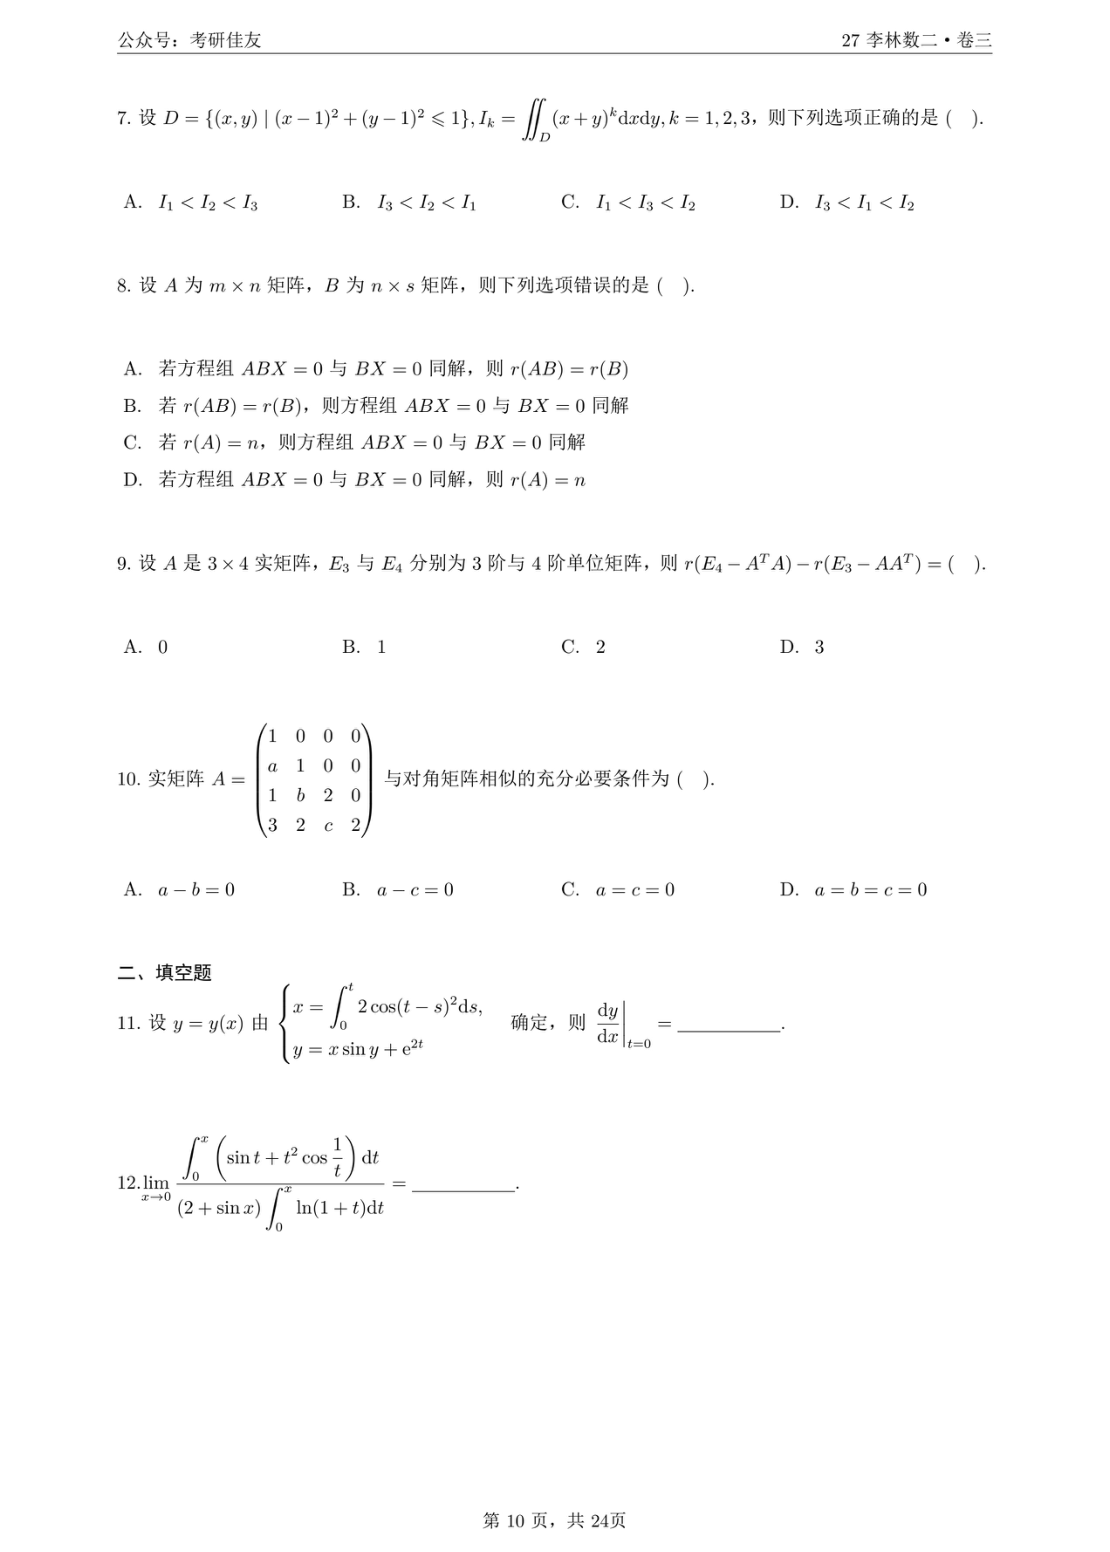 公众号：考研佳友 27 李林数二•卷三
7. 设 D = {(x, y) | (x − 1)² + (y − 1)² ⩽ 1}, I_k = ∬_D (x + y)^k dxdy, k = 1, 2, 3，则下列选项正确的是 ( ).
A. I₁ < I₂ < I₃ B. I₃ < I₂ < I₁ C. I₁ < I₃ < I₂ D. I₃ < I₁ < I₂
8. 设 A 为 m × n 矩阵，B 为 n × s 矩阵，则下列选项错误的是 ( ).
A. 若方程组 ABX = 0 与 BX = 0 同解，则 r(AB) = r(B)
B. 若 r(AB) = r(B)，则方程组 ABX = 0 与 BX = 0 同解
C. 若 r(A) = n，则方程组 ABX = 0 与 BX = 0 同解
D. 若方程组 ABX = 0 与 BX = 0 同解，则 r(A) = n
9. 设 A 是 3 × 4 实矩阵，E₃ 与 E₄ 分别为 3 阶与 4 阶单位矩阵，则 r(E₄ − A^T A) − r(E₃ − AA^T) = ( ).
A. 0 B. 1 C. 2 D. 3
10. 实矩阵 A = (1 0 0 0; a 1 0 0; 1 b 2 0; 3 2 c 2) 与对角矩阵相似的充分必要条件为 ( ).
A. a − b = 0 B. a − c = 0 C. a = c = 0 D. a = b = c = 0
二、填空题
11. 设 y = y(x) 由 { x = ∫₀^t 2 cos(t − s)² ds, y = x sin y + e^{2t} 确定，则 dy/dx |_{t=0} = ________.
12. lim_{x→0} ∫₀^x (sin t + t² cos 1/t) dt / (2 + sin x) ∫₀^x ln(1 + t)dt = ________.
第 10 页，共 24页